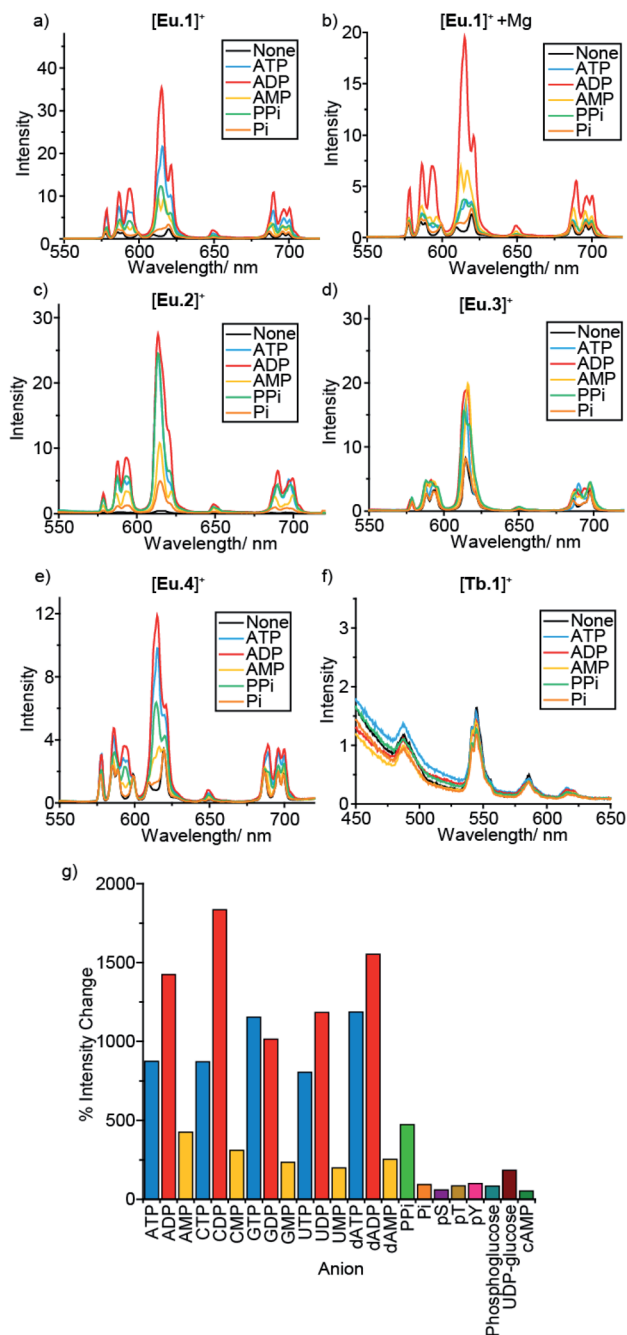 a) [Eu.1]+
Intensity
40
30
20
10
0
550 600 650 700
Wavelength/ nm
None
ATP
ADP
AMP
PPi
Pi
b) [Eu.1]+ +Mg
Intensity
20
15
10
5
0
550 600 650 700
Wavelength/ nm
None
ATP
ADP
AMP
PPi
Pi
c) [Eu.2]+
Intensity
30
20
10
0
550 600 650 700
Wavelength/ nm
None
ATP
ADP
AMP
PPi
Pi
d) [Eu.3]+
Intensity
30
20
10
0
550 600 650 700
Wavelength/ nm
None
ATP
ADP
AMP
PPi
Pi
e) [Eu.4]+
Intensity
12
8
4
0
550 600 650 700
Wavelength/ nm
None
ATP
ADP
AMP
PPi
Pi
f) [Tb.1]+
Intensity
3
2
1
0
450 500 550 600 650
Wavelength/ nm
None
ATP
ADP
AMP
PPi
Pi
g)
% Intensity Change
2000
1500
1000
500
0
ATP
ADP
AMP
CTP
CDP
CMP
GTP
GDP
GMP
UTP
UDP
UMP
dATP
dADP
dAMP
PPi
Pi
pS
pT
pY
Phosphoglucose
UDP-glucose
cAMP
Anion